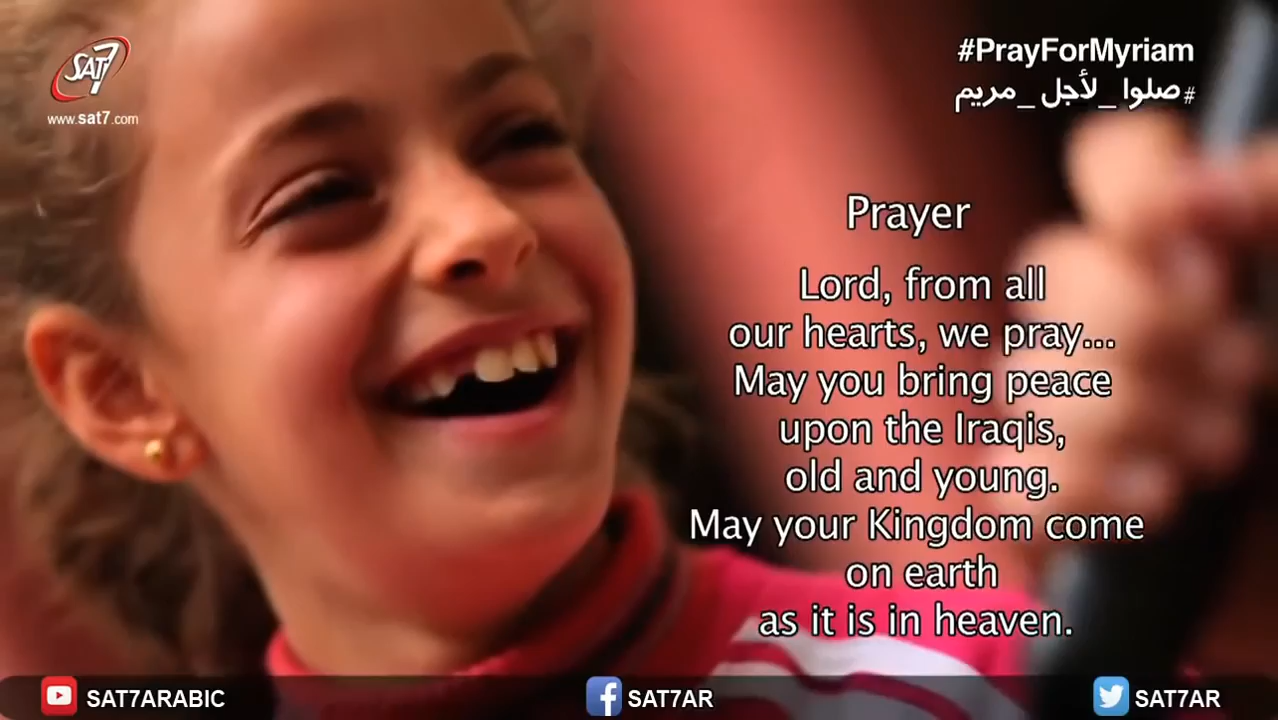 SAT7
www.sat7.com
#PrayForMyriam
#صلوا_لأجل_مريم
Prayer
Lord, from all
our hearts, we pray...
May you bring peace
upon the Iraqis,
old and young.
May your Kingdom come
on earth
as it is in heaven.
SAT7ARABIC
SAT7AR
SAT7AR